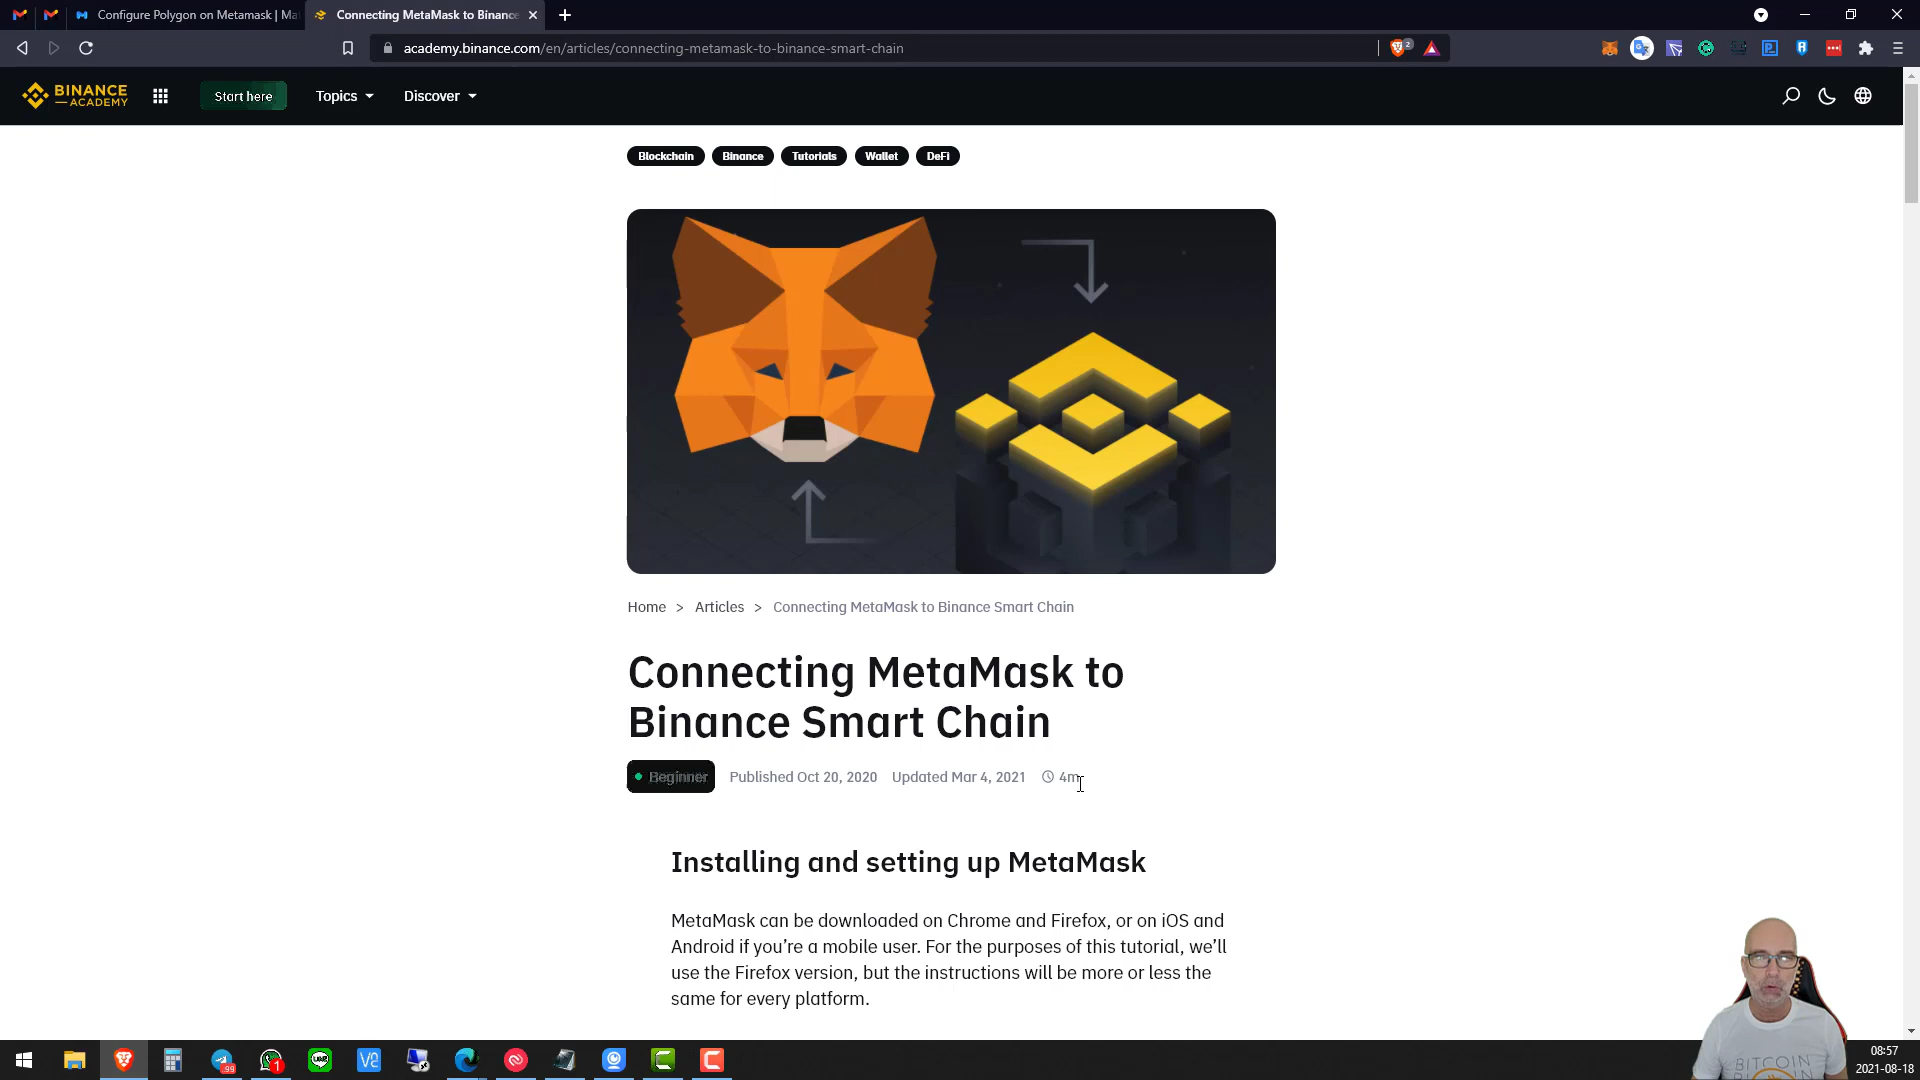 Configure Polygon on Metamask | Ma
Connecting MetaMask to Binance
academy.binance.com/en/articles/connecting-metamask-to-binance-smart-chain
2
BINANCE
ACADEMY
Start here
Topics
Discover
Blockchain
Binance
Tutorials
Wallet
DeFi
Home > Articles > Connecting MetaMask to Binance Smart Chain
Connecting MetaMask to
Binance Smart Chain
Beginner
Published Oct 20, 2020
Updated Mar 4, 2021
4m
Installing and setting up MetaMask
MetaMask can be downloaded on Chrome and Firefox, or on iOS and
Android if you’re a mobile user. For the purposes of this tutorial, we’ll
use the Firefox version, but the instructions will be more or less the
same for every platform.
BITCOIN
99
1
LINE
08:57
2021-08-18